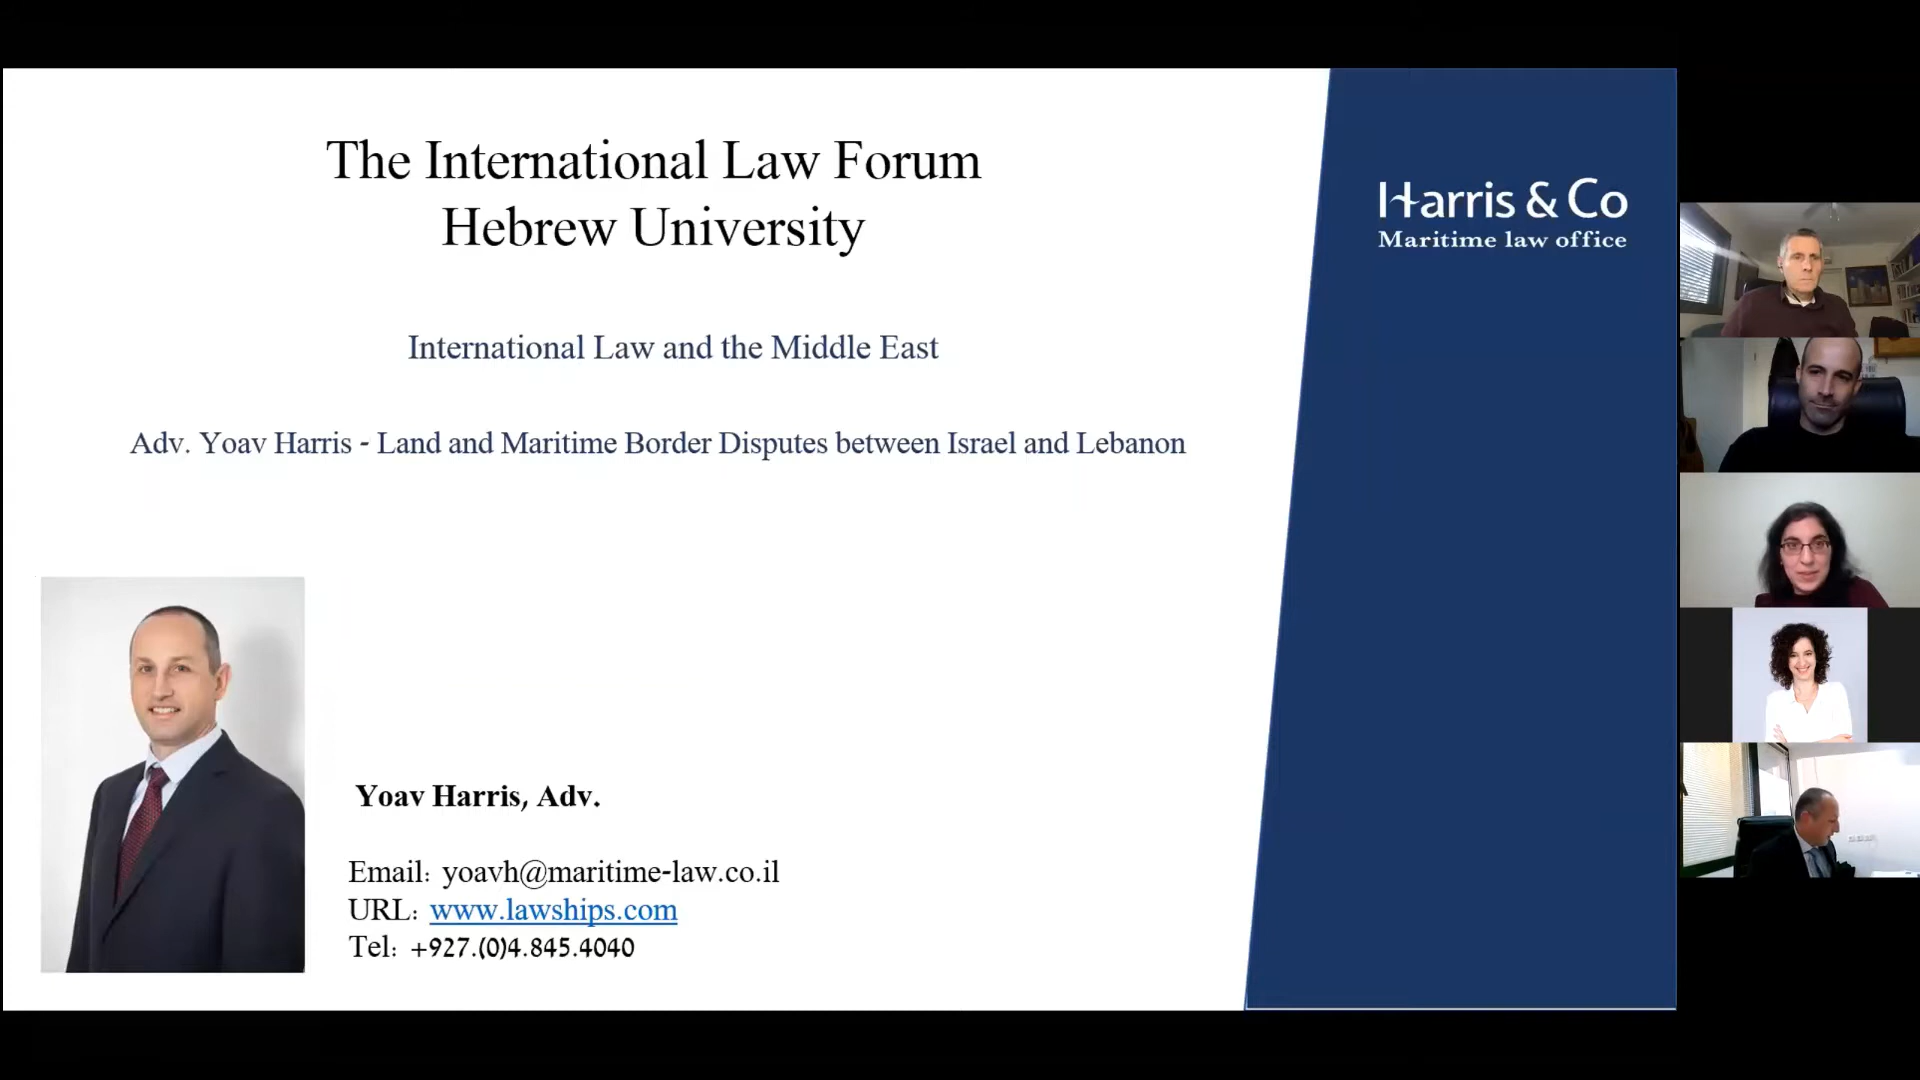 The International Law Forum
Hebrew University
International Law and the Middle East
Adv. Yoav Harris - Land and Maritime Border Disputes between Israel and Lebanon
Harris & Co
Maritime law office
Yoav Harris, Adv.
Email: yoavh@maritime-law.co.il
URL: www.lawships.com
Tel: +927.(0)4.845.4040